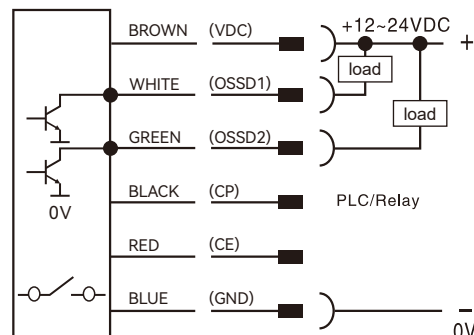 BROWN (VDC) +12~24VDC +
load
WHITE (OSSD1)
load
GREEN (OSSD2)
BLACK (CP) PLC/Relay
0V
RED (CE)
BLUE (GND) -
0V